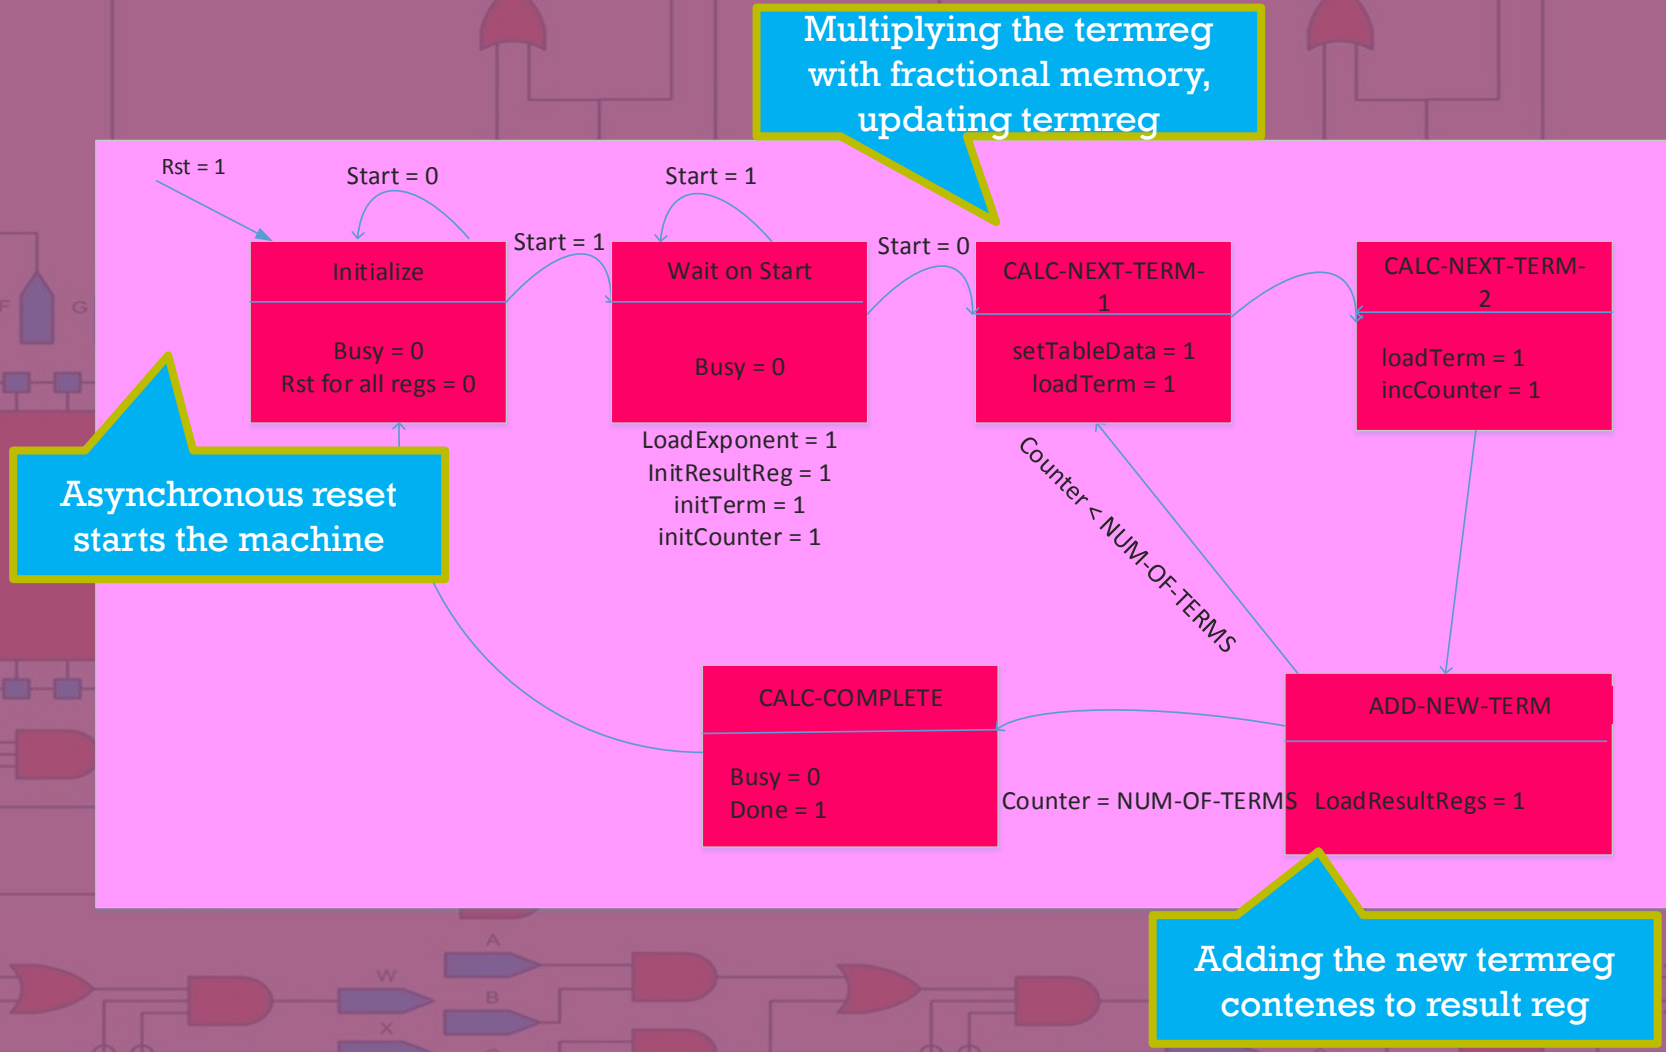 Multiplying the termreg
with fractional memory,
updating termreg
Rst = 1
Start = 0
Start = 1
Start = 1
Start = 0
Initialize
Busy = 0
Rst for all regs = 0
Wait on Start
Busy = 0
LoadExponent = 1
InitResultReg = 1
initTerm = 1
initCounter = 1
CALC-NEXT-TERM-
1
setTableData = 1
loadTerm = 1
CALC-NEXT-TERM-
2
loadTerm = 1
incCounter = 1
Asynchronous reset
starts the machine
Counter < NUM-OF-TERMS
CALC-COMPLETE
Busy = 0
Done = 1
Counter = NUM-OF-TERMS
ADD-NEW-TERM
LoadResultRegs = 1
Adding the new termreg
contenes to result reg
F
G
A
W
B
X